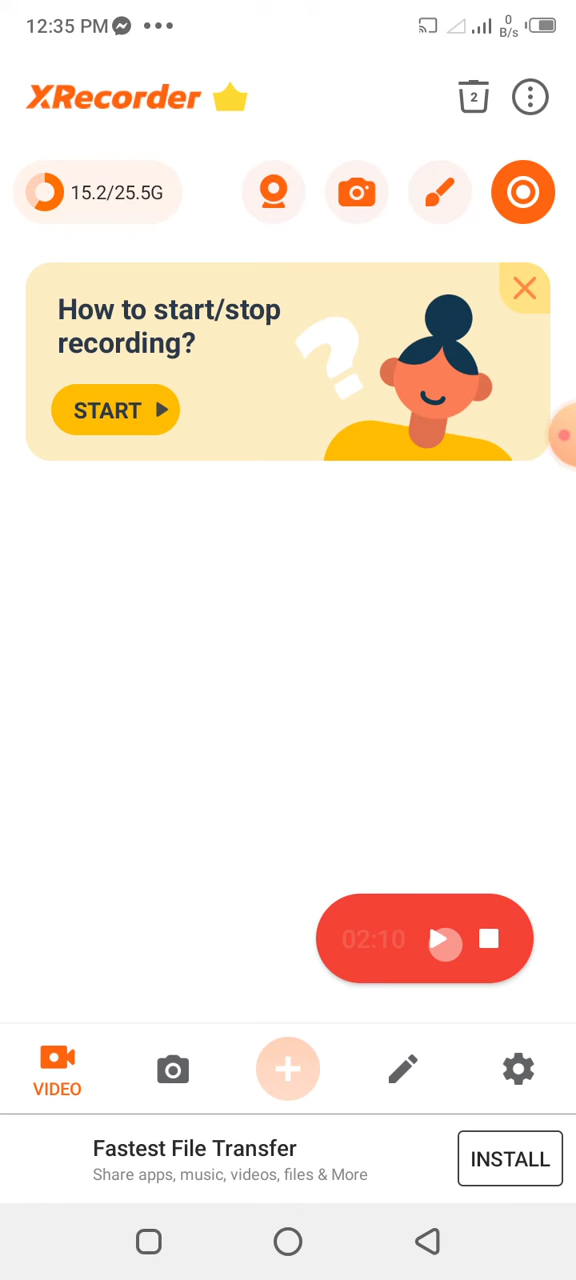 12:35 PM
0
B/s
XRecorder
2
15.2/25.5G
How to start/stop
recording?
START
02:10
VIDEO
Fastest File Transfer
Share apps, music, videos, files & More
INSTALL